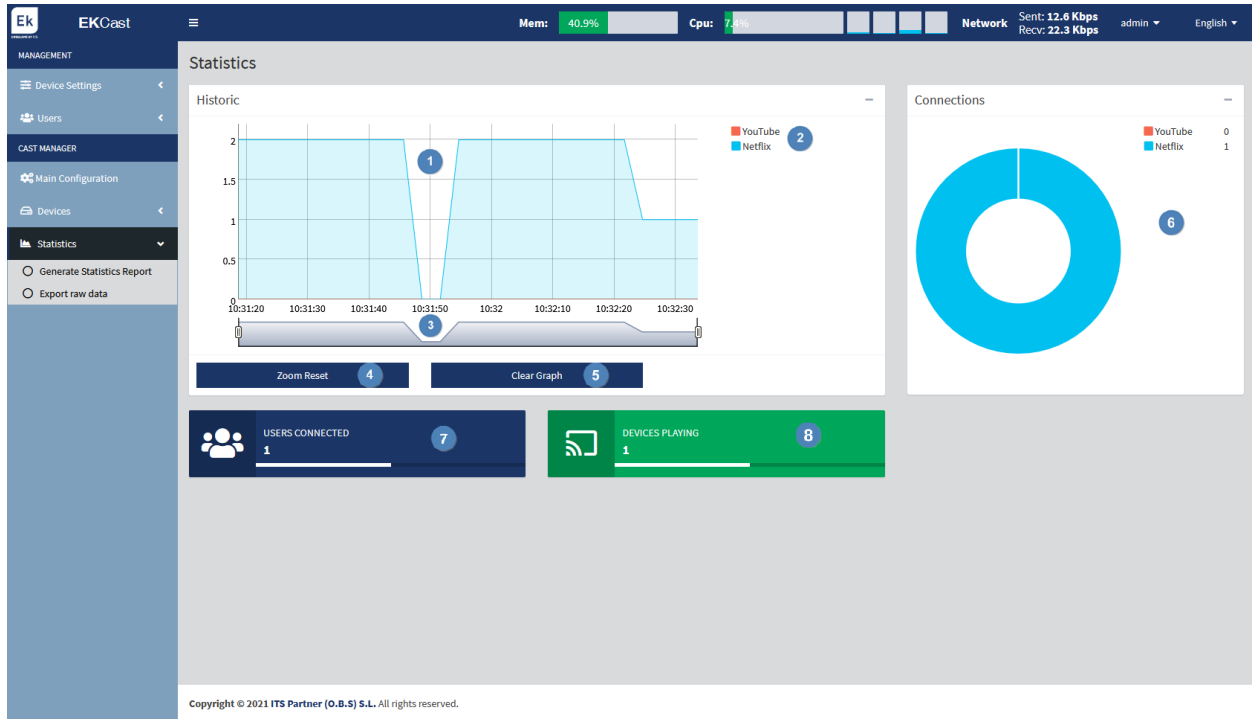 Ek
EKCast
Mem: 40.9%
Cpu: 7.4%
Network
Sent: 12.6 Kbps
Recv: 22.3 Kbps
admin
English
MANAGEMENT
Device Settings
Users
CAST MANAGER
Main Configuration
Devices
Statistics
Generate Statistics Report
Export raw data
Statistics
Historic
2
1.5
1
0.5
0
10:31:20 10:31:30 10:31:40 10:31:50 10:32 10:32:10 10:32:20 10:32:30
1
YouTube
Netflix
2
3
Zoom Reset 4
Clear Graph 5
Connections
YouTube 0
Netflix 1
6
USERS CONNECTED
1
7
DEVICES PLAYING
1
8
Copyright © 2021 ITS Partner (O.B.S) S.L. All rights reserved.